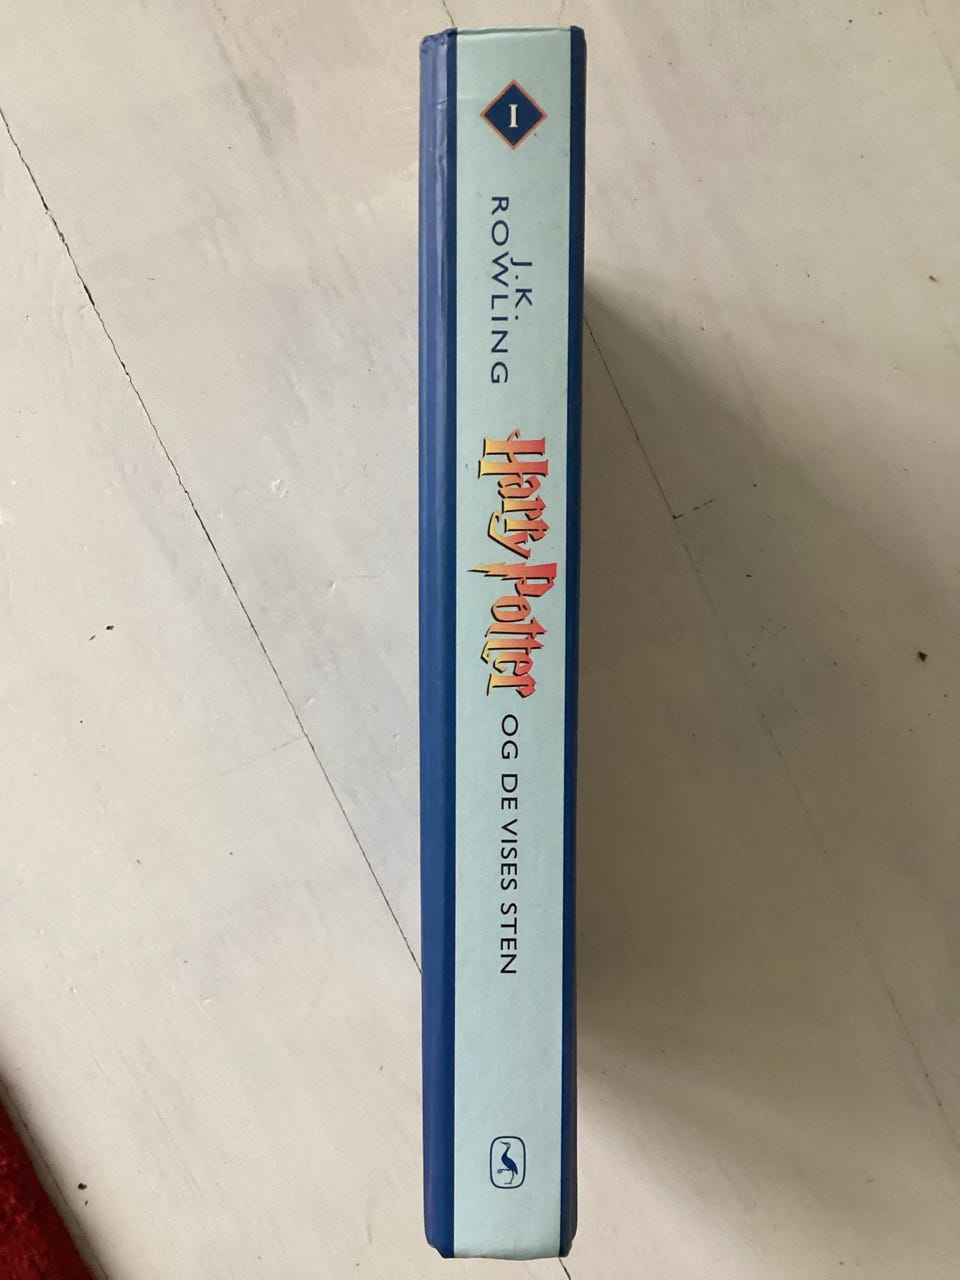 I
J.K.
ROWLING
Harry Potter
OG DE VISES STEN